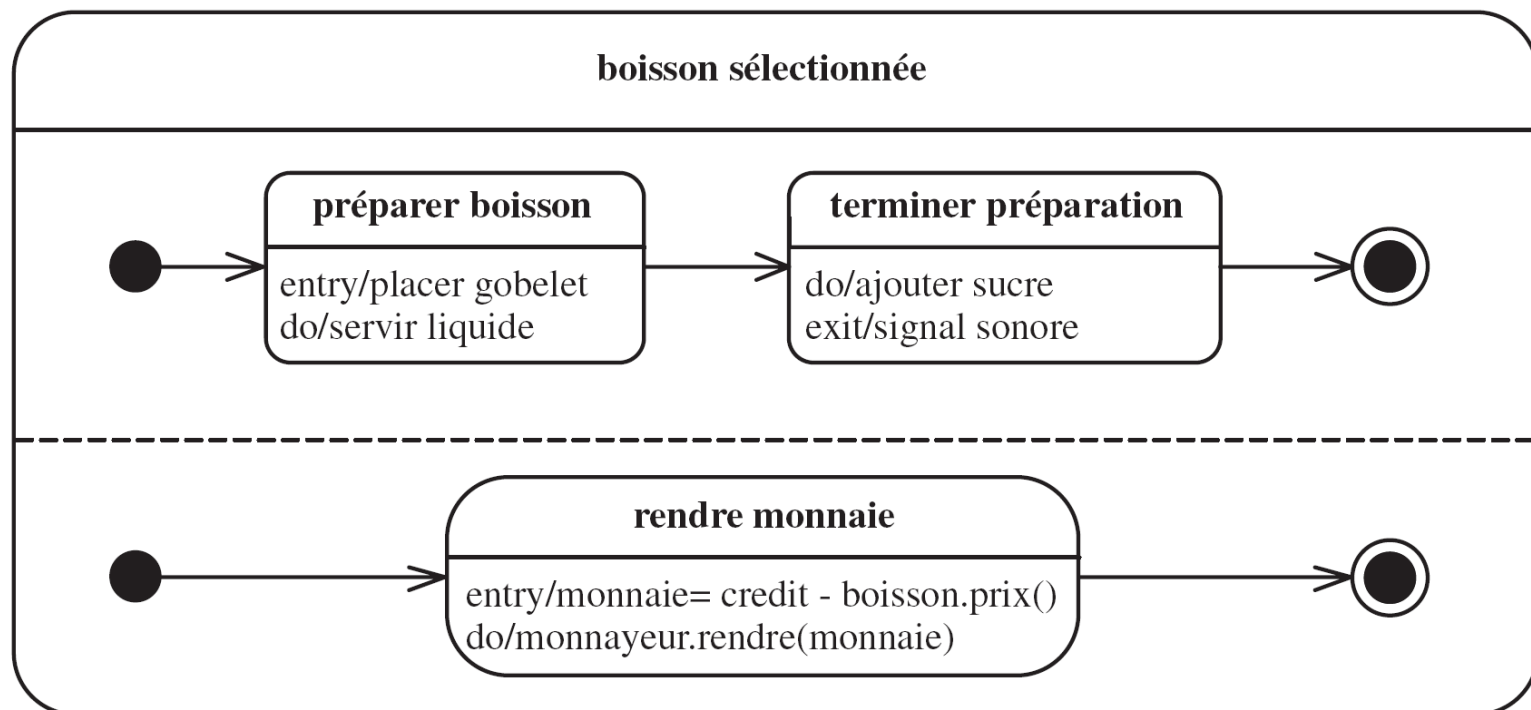 boisson sélectionnée
préparer boisson
entry/placer gobelet
do/servir liquide
terminer préparation
do/ajouter sucre
exit/signal sonore
rendre monnaie
entry/monnaie= credit - boisson.prix()
do/monnayeur.rendre(monnaie)